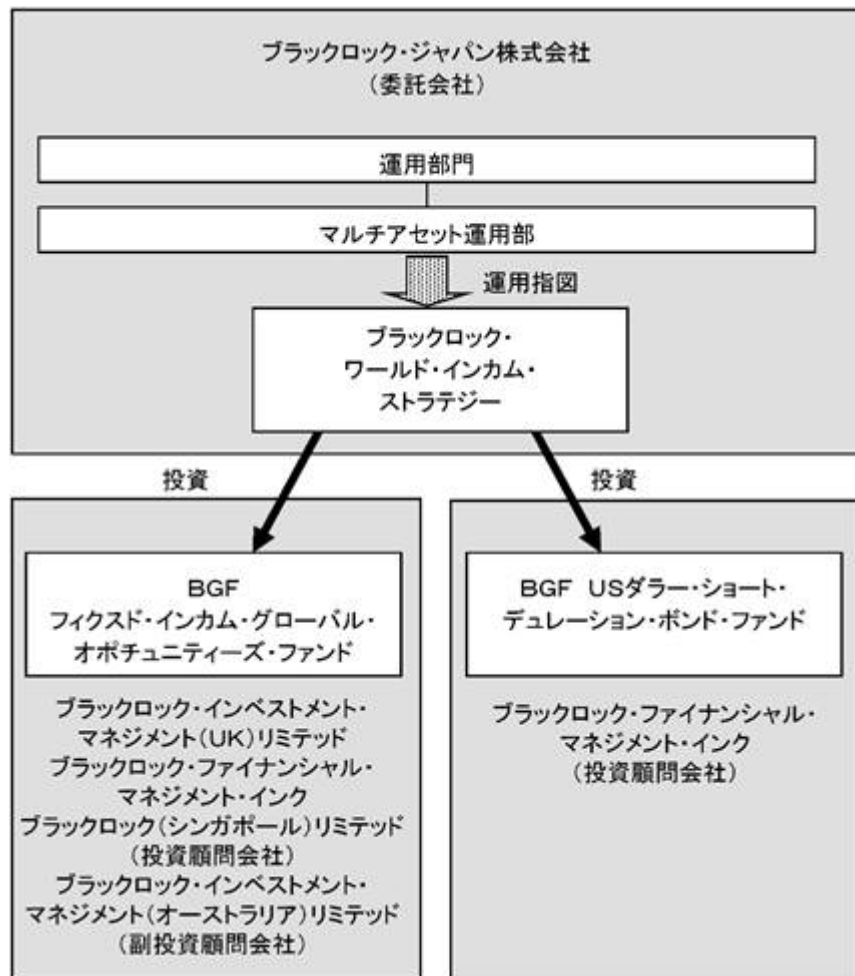 ブラックロック・ジャパン株式会社
（委託会社）
運用部門
マルチアセット運用部
運用指図
ブラックロック・
ワールド・インカム・
ストラテジー
投資
投資
BGF
フィクスド・インカム・グローバル・
オポチュニティーズ・ファンド
ブラックロック・インベストメント・
マネジメント（UK）リミテッド
ブラックロック・ファイナンシャル・
マネジメント・インク
ブラックロック（シンガポール）リミテッド
（投資顧問会社）
ブラックロック・インベストメント・
マネジメント（オーストラリア）リミテッド
（副投資顧問会社）
BGF USダラー・ショート・
デュレーション・ボンド・ファンド
ブラックロック・ファイナンシャル・
マネジメント・インク
（投資顧問会社）